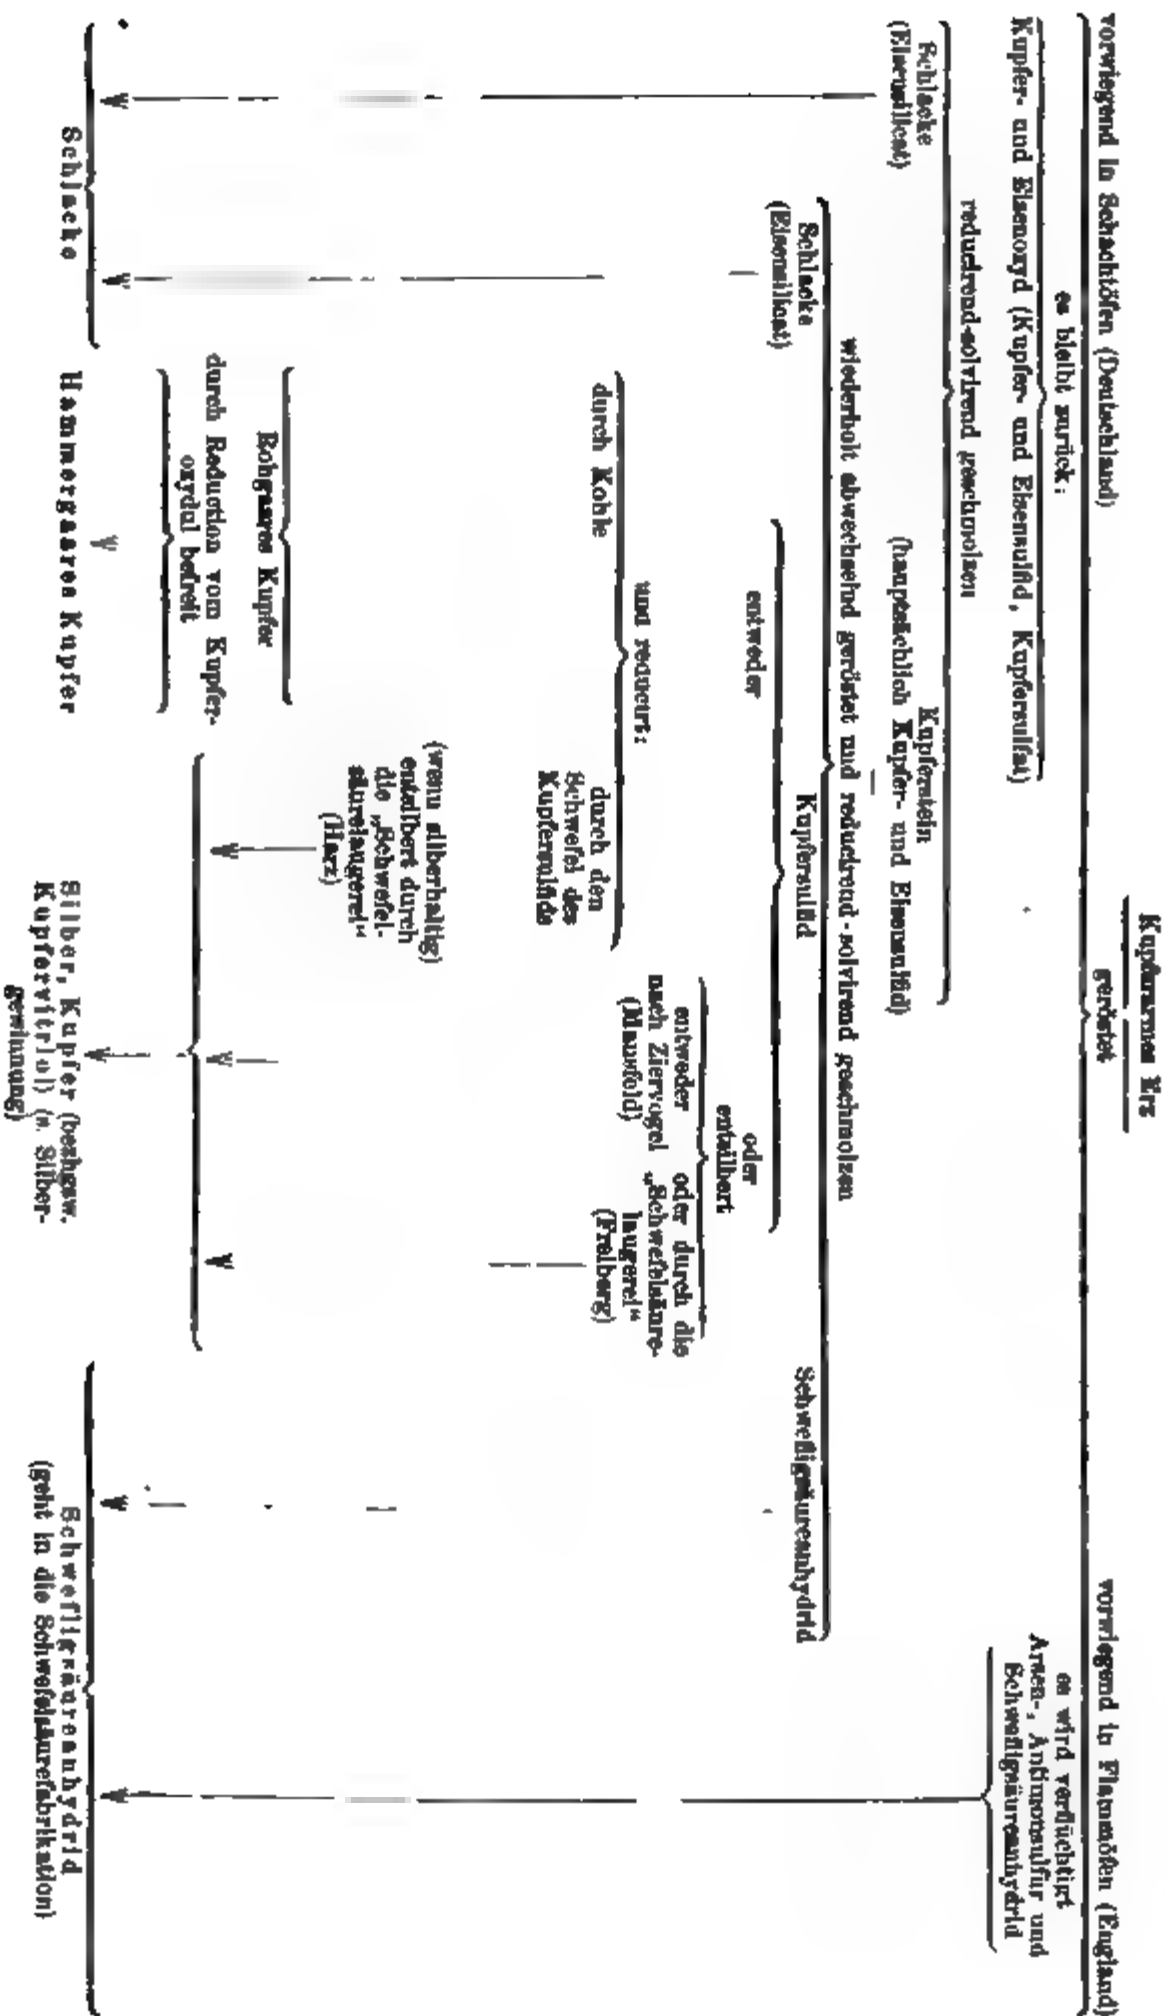 Kupferarmes Erz
geröstet
vorwiegend in Schachtöfen (Deutschland)
vorwiegend in Flammöfen (England)
es bleibt zurück:
Kupfer- und Eisenoxyd (Kupfer- und Eisensulfid, Kupfersulfat)
es wird verflüchtigt
Arsen-, Antimonsulfür und
Schwefligsäureanhydrid
reducirend-solvirend geschmolzen
Schlacke
(Eisensilicat)
Kupferstein
(hauptsächlich Kupfer- und Eisensulfid)
wiederholt abwechselnd geröstet und reducirend-solvirend geschmolzen
Schlacke
(Eisensilicat)
Kupfersulfid
Schwefligsäureanhydrid
entweder
oder
entsilbert
und reducirt:
entweder
nach Ziervogel
(Mansfeld)
oder durch die
„Schwefelsäure-
laugerei“
(Freiberg)
durch Kohle
durch den
Schwefel des
Kupfersulfids
(wenn silberhaltig)
entsilbert durch
die „Schwefel-
säurelaugerei“
(Harz)
Rohgares Kupfer
durch Reduction vom Kupfer-
oxydul befreit
Schlacke
Hammergares Kupfer
Silber, Kupfer (bezhgsw.
Kupfervitriol) (s. Silber-
gewinnung)
Schwefligsäureanhydrid
(geht in die Schwefelsäurefabrikation)